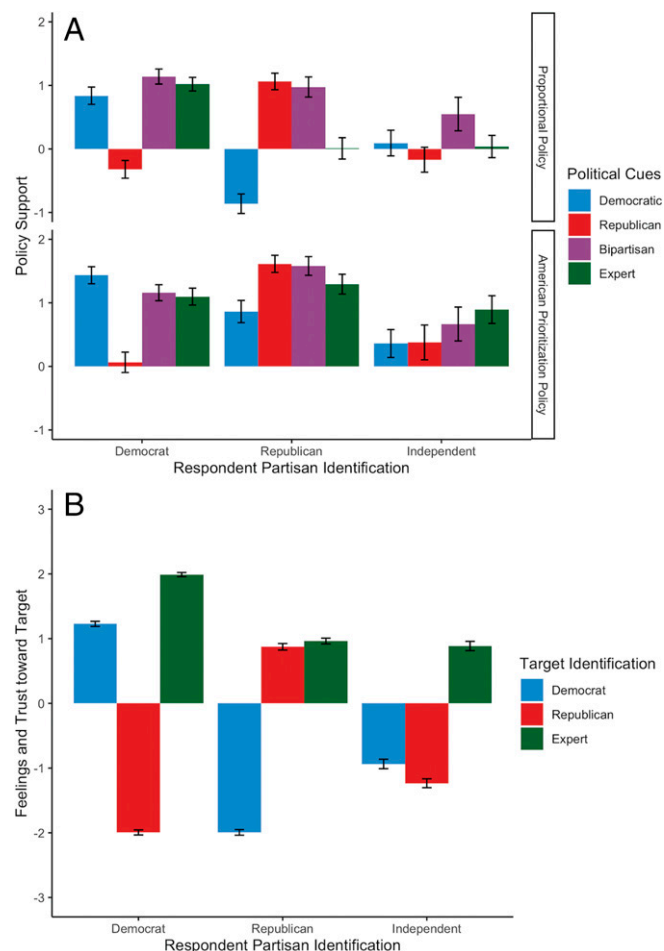 A
2
1
0
-1
Proportional Policy
2
1
0
-1
American Prioritization Policy
Policy Support
Democrat
Republican
Independent
Respondent Partisan Identification
Political Cues
Democratic
Republican
Bipartisan
Expert
B
3
2
1
0
-1
-2
-3
Feelings and Trust toward Target
Democrat
Republican
Independent
Respondent Partisan Identification
Target Identification
Democrat
Republican
Expert